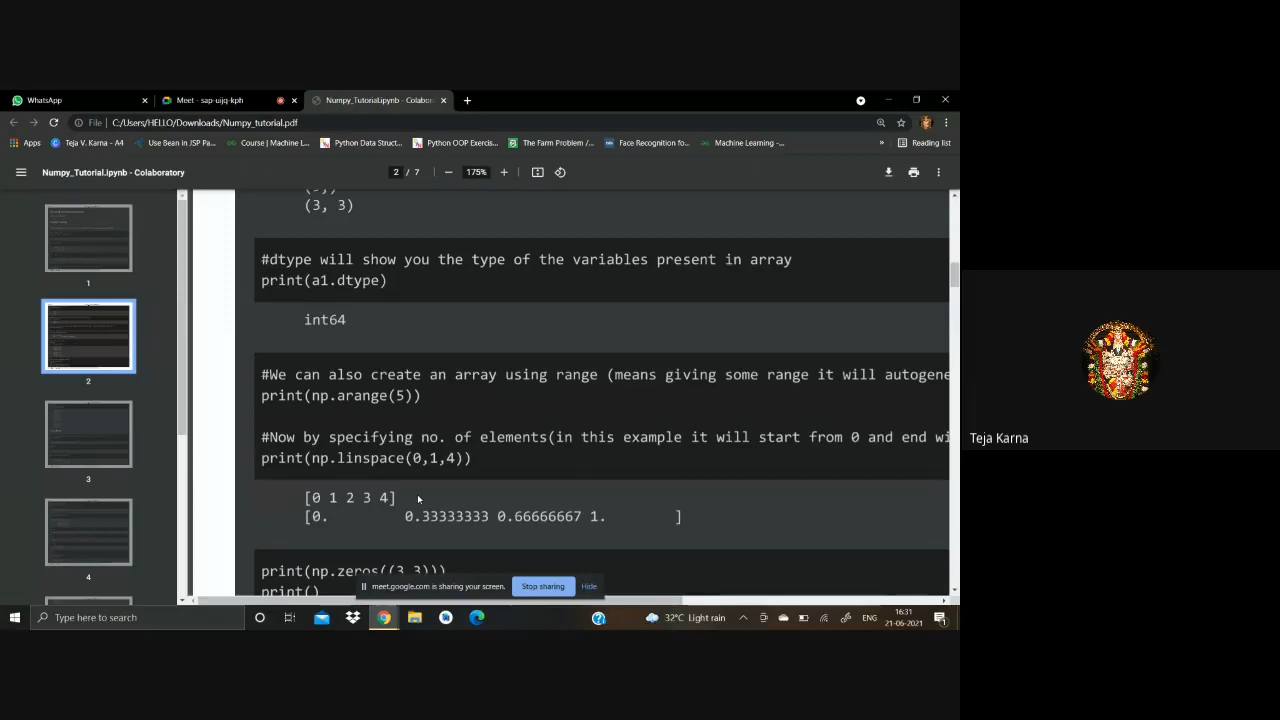 WhatsApp
Meet - sap-uijq-kph
Numpy_Tutorial.ipynb - Colaborat
File
C:/Users/HELLO/Downloads/Numpy_tutorial.pdf
Apps
Teja V. Karna - A4
Use Bean in JSP Pa...
Course | Machine L...
Python Data Struct...
Python OOP Exercis...
The Farm Problem /...
Face Recognition fo...
Machine Learning -...
»
Reading list
Numpy_Tutorial.ipynb - Colaboratory
2 / 7
175%
(3, 3)
#dtype will show you the type of the variables present in array
print(a1.dtype)
int64
#We can also create an array using range (means giving some range it will autogene
print(np.arange(5))
#Now by specifying no. of elements(in this example it will start from 0 and end wi
print(np.linspace(0,1,4))
[0 1 2 3 4]
[0. 0.33333333 0.66666667 1. ]
print(np.zeros((3,3)))
print()
1
2
3
4
meet.google.com is sharing your screen.
Stop sharing
Hide
Type here to search
32°C Light rain
ENG
16:31
21-06-2021
Teja Karna